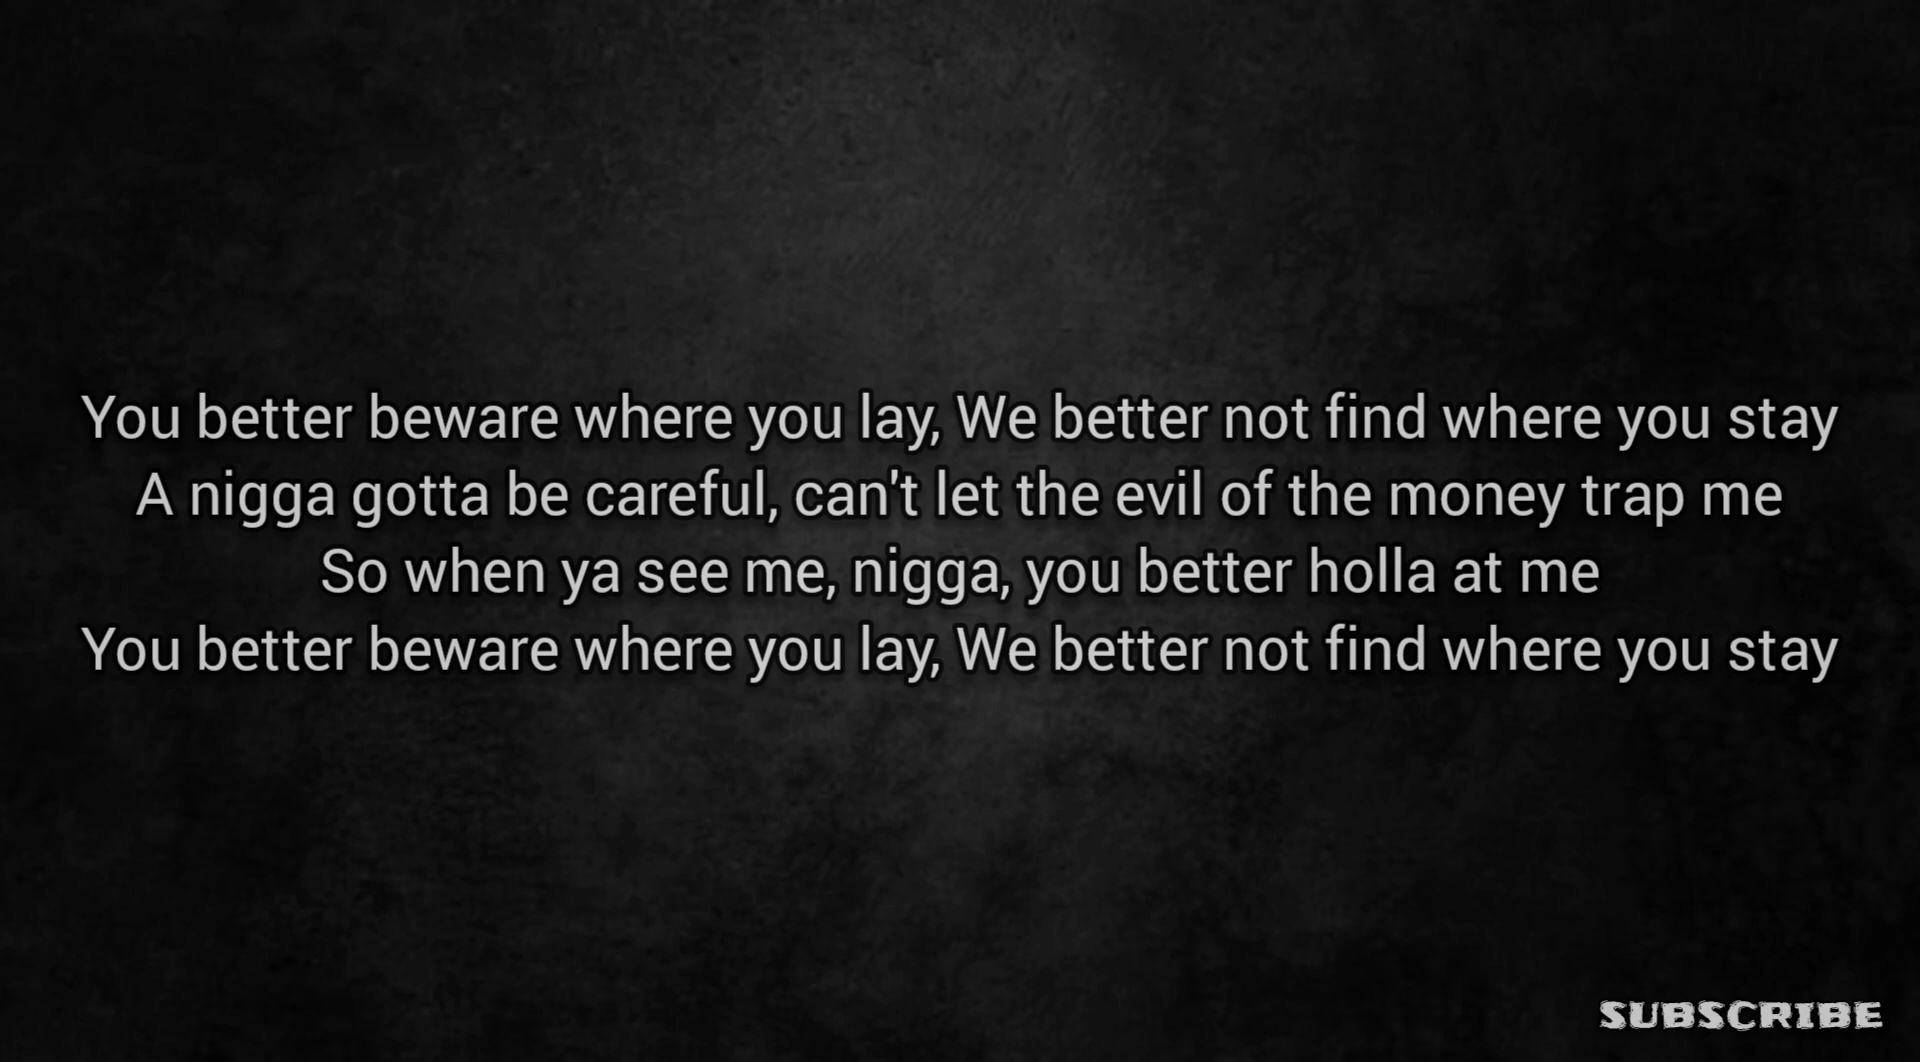 You better beware where you lay, We better not find where you stay
A nigga gotta be careful, can't let the evil of the money trap me
So when ya see me, nigga, you better holla at me
You better beware where you lay, We better not find where you stay
SUBSCRIBE